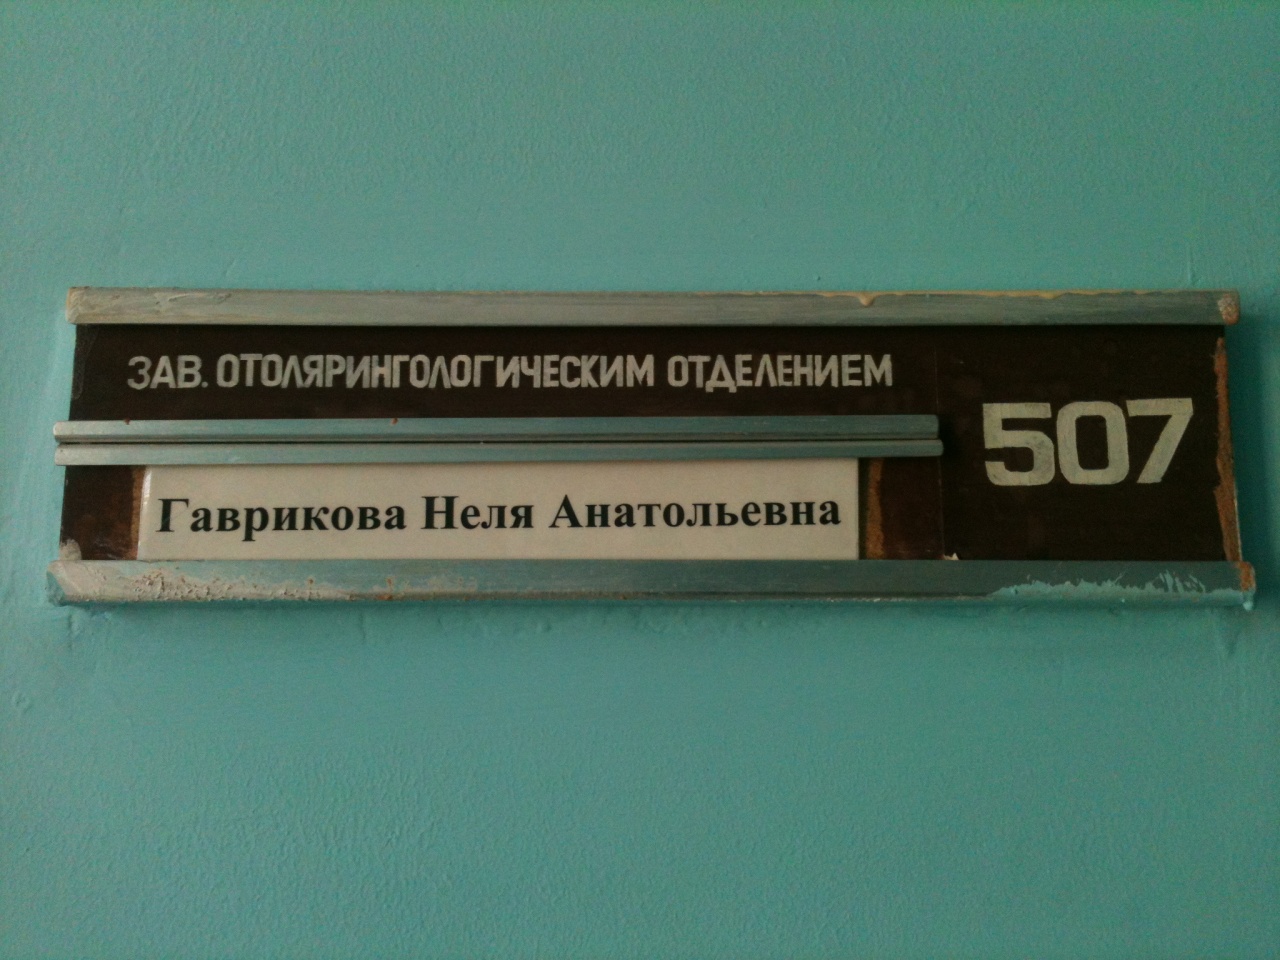 ЗАВ. ОТОЛЯРИНГОЛОГИЧЕСКИМ ОТДЕЛЕНИЕМ
507
Гаврикова Неля Анатольевна